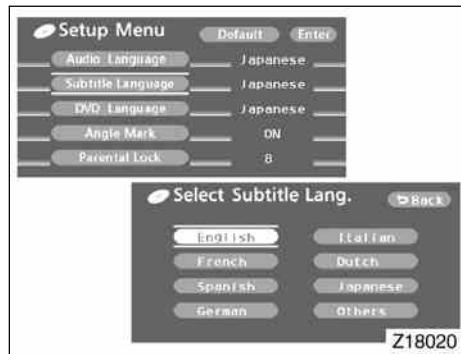 Setup Menu Default Enter
Audio Language Japanese
Subtitle Language Japanese
DVD Language Japanese
Angle Mark ON
Parental Lock 8
Select Subtitle Lang. Back
English Italian
French Dutch
Spanish Japanese
German Others
Z18020